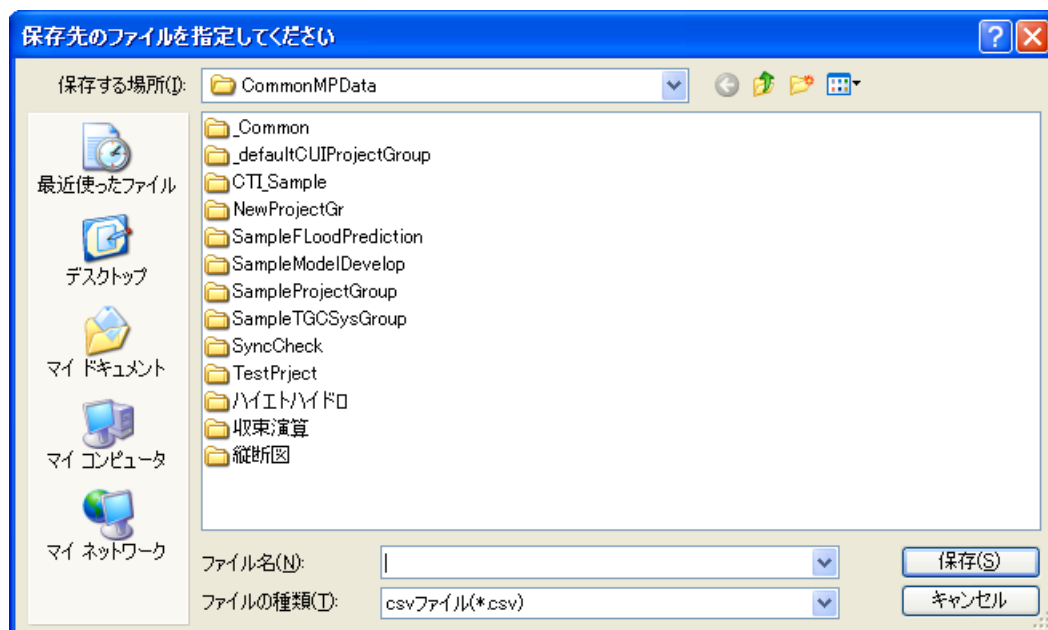 保存先のファイルを指定してください
保存する場所(I):
CommonMPData
最近使ったファイル
デスクトップ
マイ ドキュメント
マイ コンピュータ
マイ ネットワーク
_Common
_defaultCUIProjectGroup
CTI_Sample
NewProjectGr
SampleFLoodPrediction
SampleModelDevelop
SampleProjectGroup
SampleTGCSysGroup
SyncCheck
TestPrject
ハイエトハイドロ
収束演算
縦断図
ファイル名(N):
保存(S)
ファイルの種類(T):
csvファイル(*.csv)
キャンセル